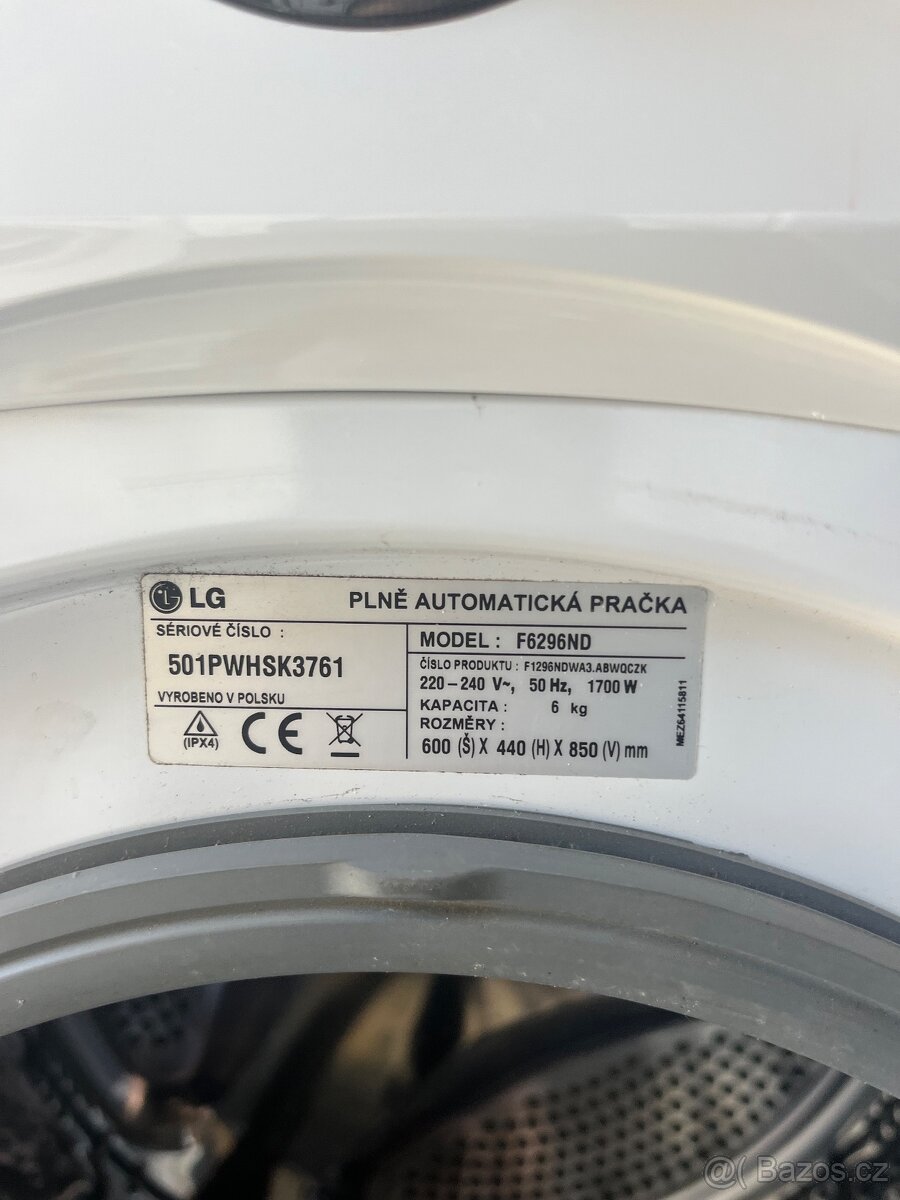 LG PLNĚ AUTOMATICKÁ PRAČKA
SÉRIOVÉ ČÍSLO :
501PWHSK3761
VYROBENO V POLSKU
(IPX4) CE
MODEL : F6296ND
ČÍSLO PRODUKTU : F1296NDWA3.ABWQCZK
220–240 V~, 50 Hz, 1700 W
KAPACITA : 6 kg
ROZMĚRY :
600 (Š) X 440 (H) X 850 (V) mm
MEZ64115811
@( Bazos.cz